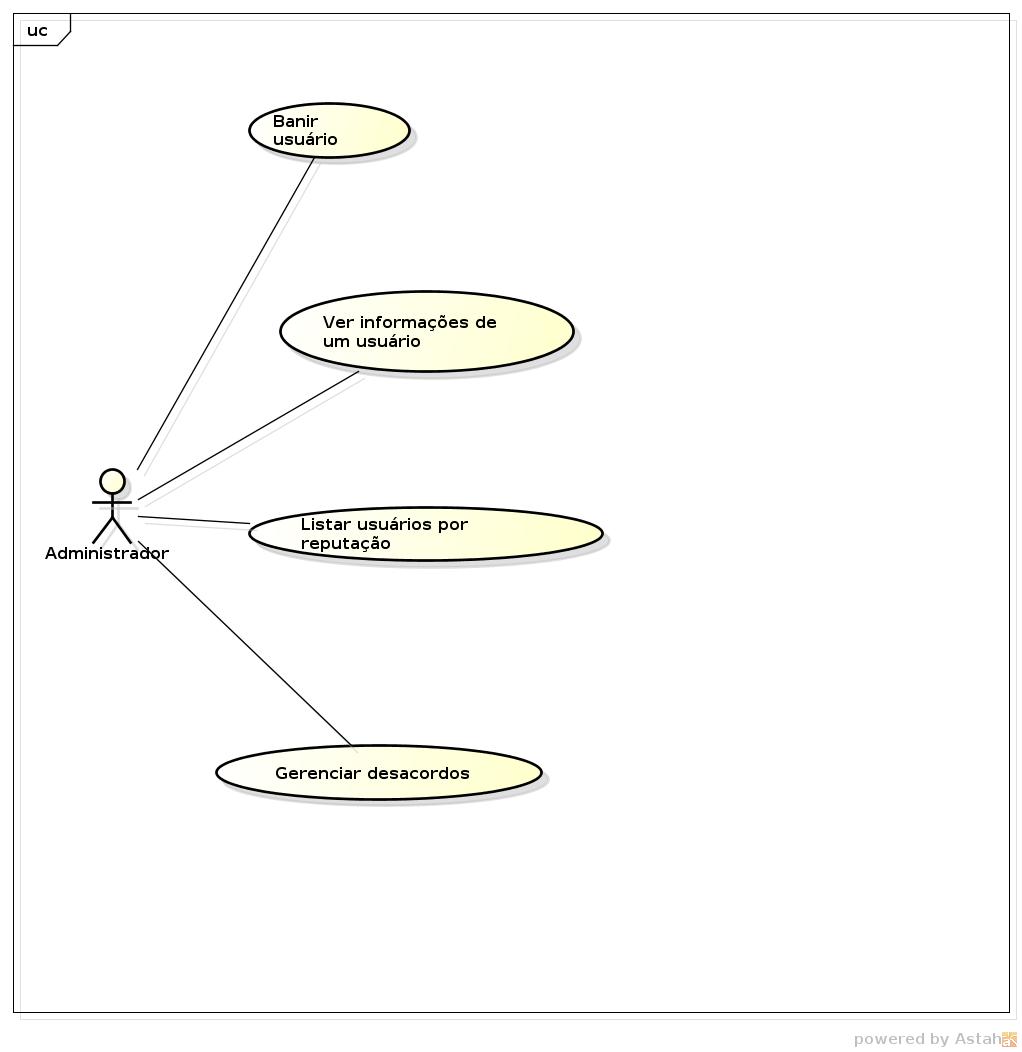 uc
Banir
usuário
Ver informações de
um usuário
Listar usuários por
reputação
Administrador
Gerenciar desacordos
powered by Astah